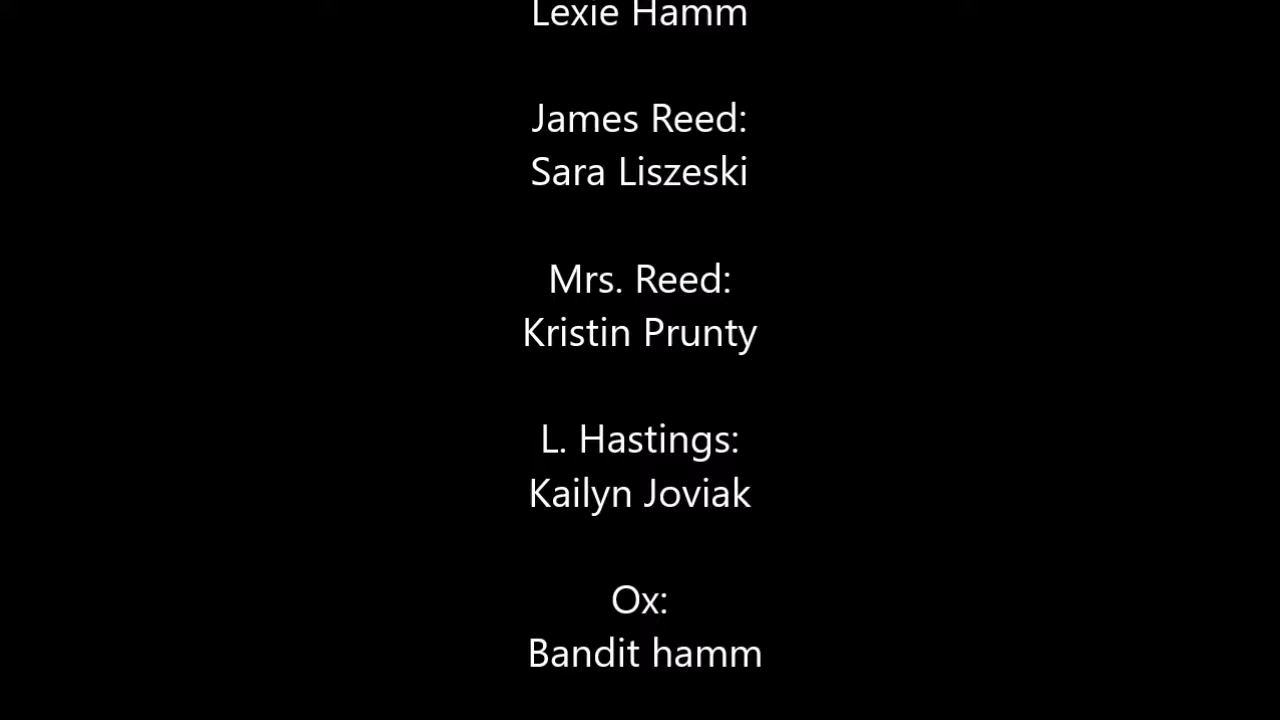 Lexie Hamm
James Reed:
Sara Liszeski
Mrs. Reed:
Kristin Prunty
L. Hastings:
Kailyn Joviak
Ox:
Bandit hamm